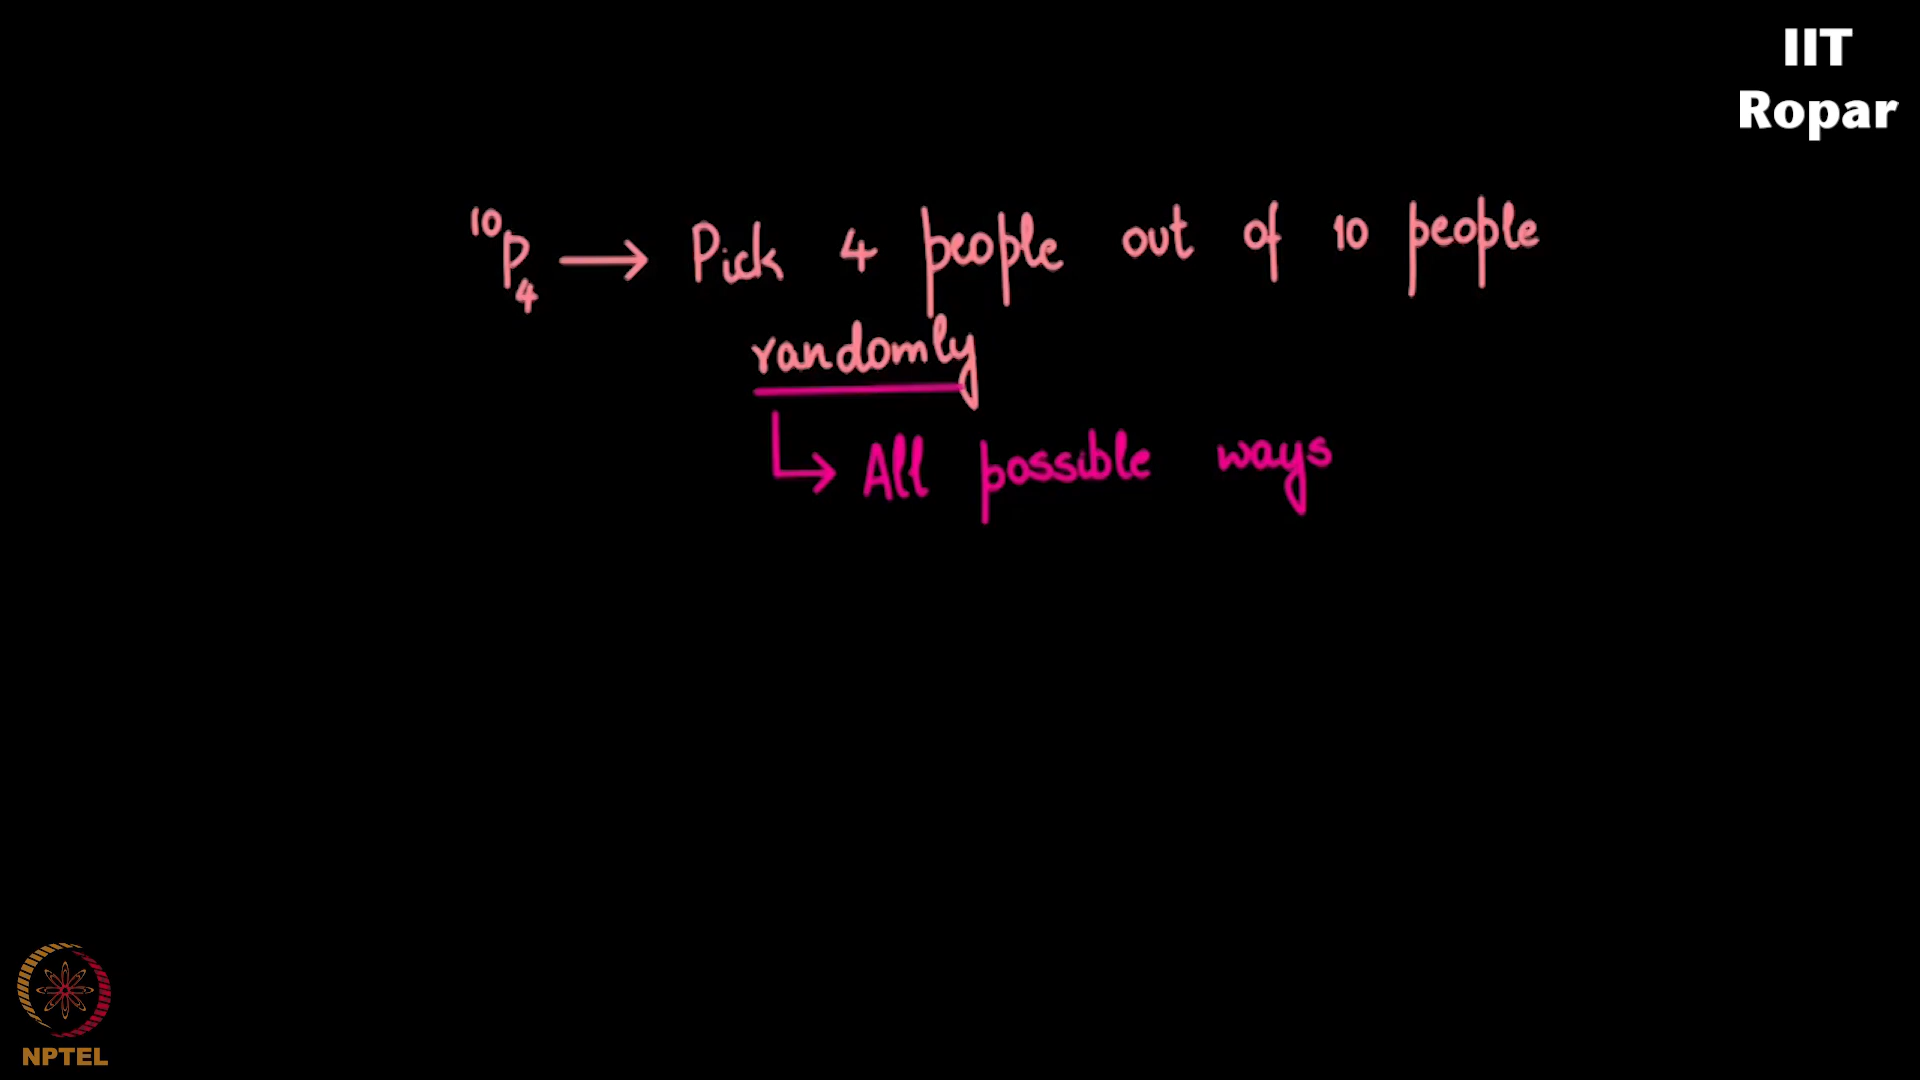 IIT
Ropar
¹⁰P₄ → Pick 4 people out of 10 people
randomly
↳ All possible ways
NPTEL